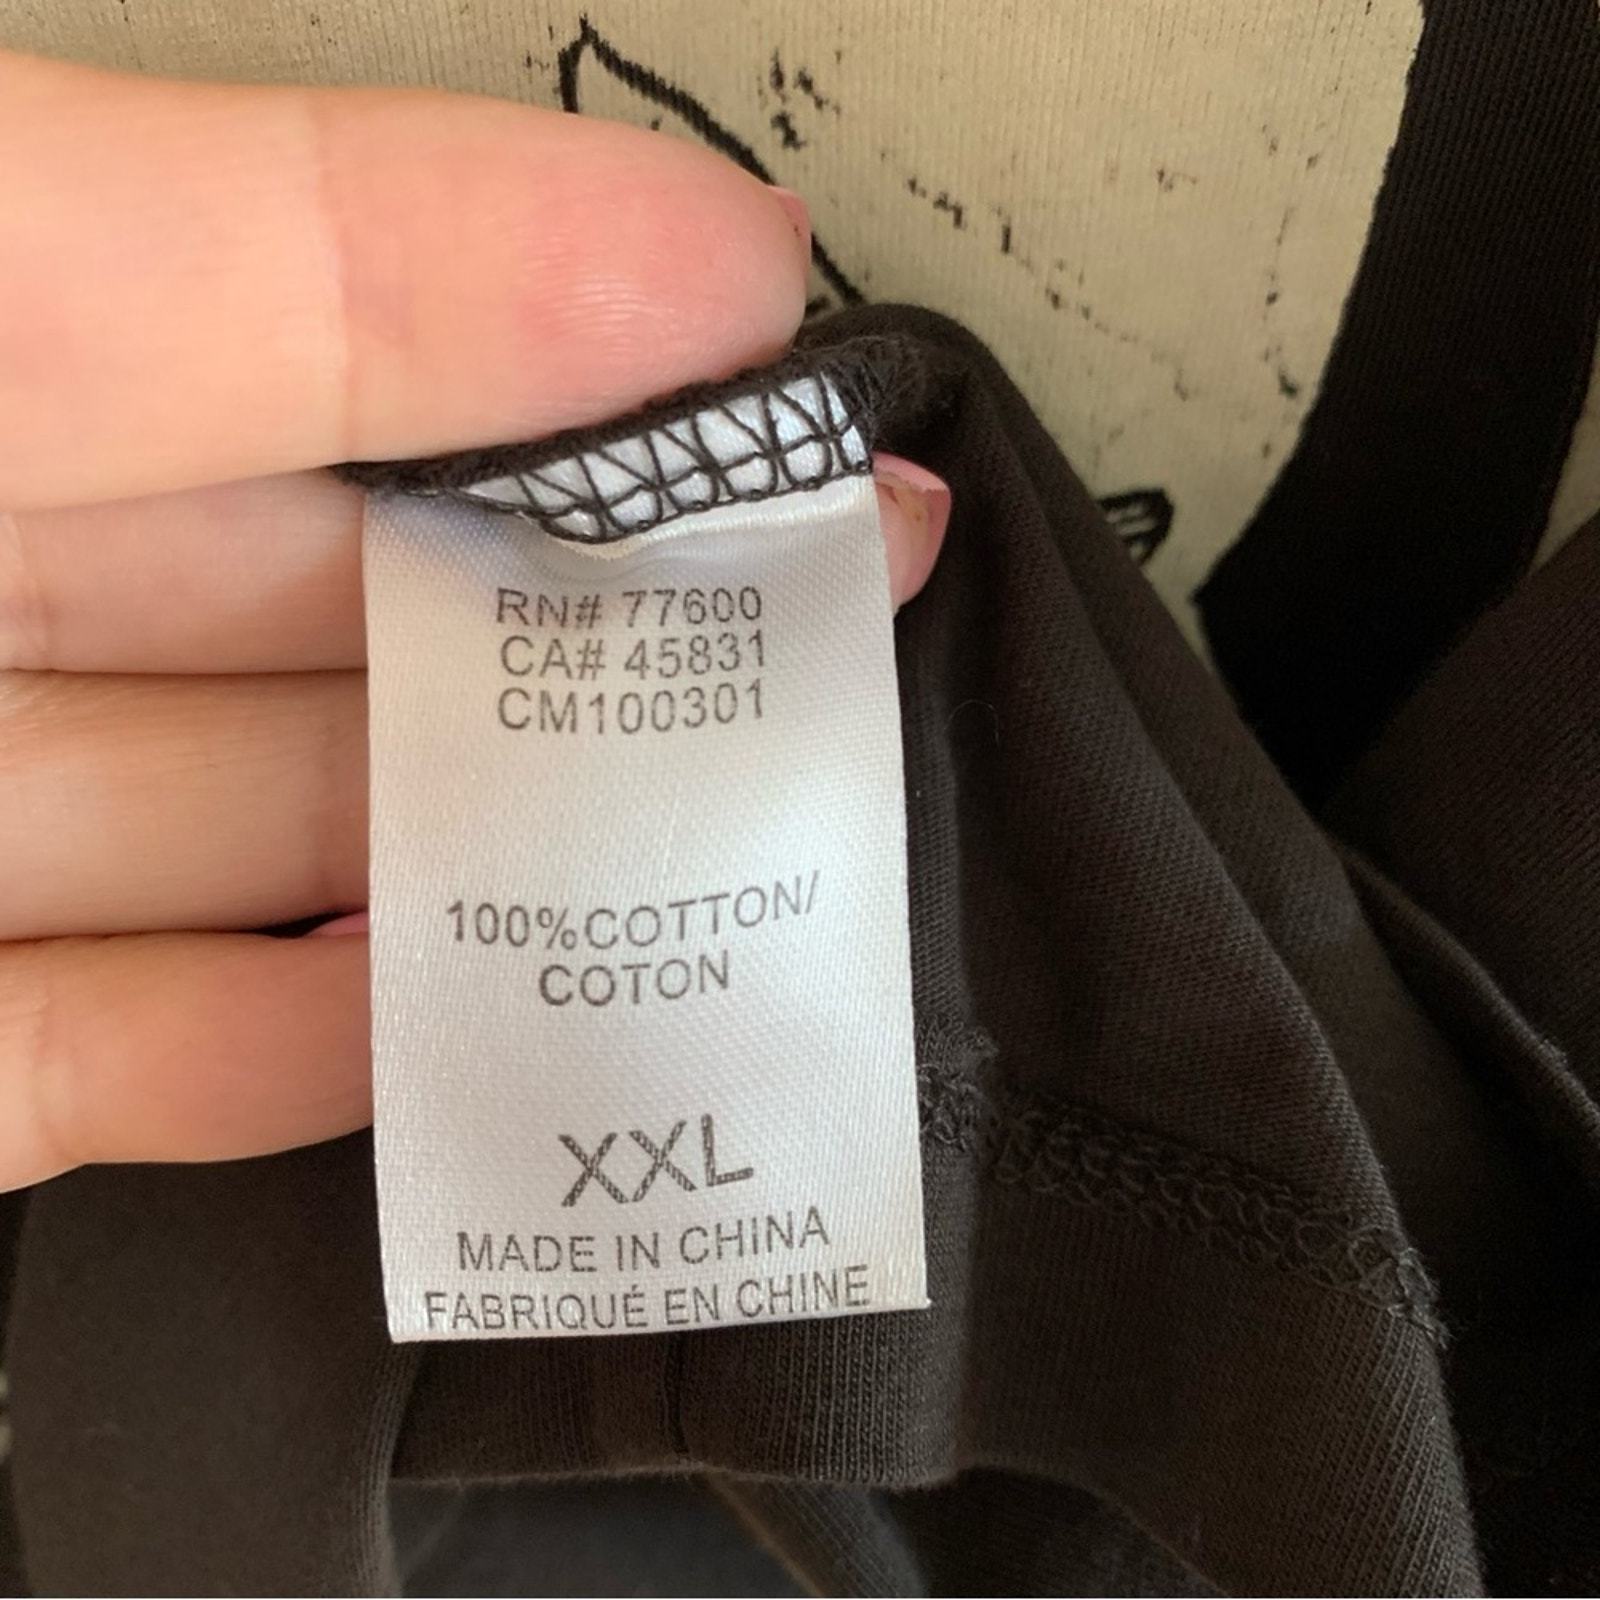 RN# 77600
CA# 45831
CM100301
100%COTTON/
COTON
XXL
MADE IN CHINA
FABRIQUÉ EN CHINE